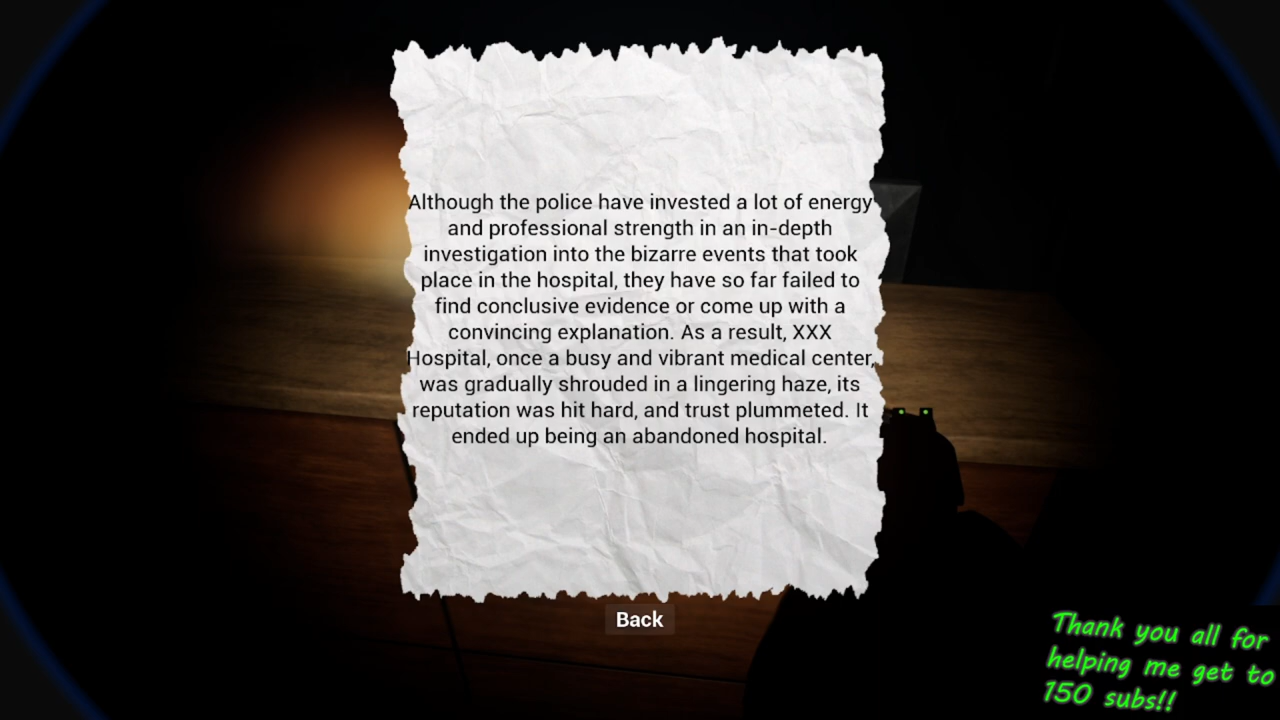 Although the police have invested a lot of energy
and professional strength in an in-depth
investigation into the bizarre events that took
place in the hospital, they have so far failed to
find conclusive evidence or come up with a
convincing explanation. As a result, XXX
Hospital, once a busy and vibrant medical center,
was gradually shrouded in a lingering haze, its
reputation was hit hard, and trust plummeted. It
ended up being an abandoned hospital.
Back
Thank you all for
helping me get to
150 subs!!